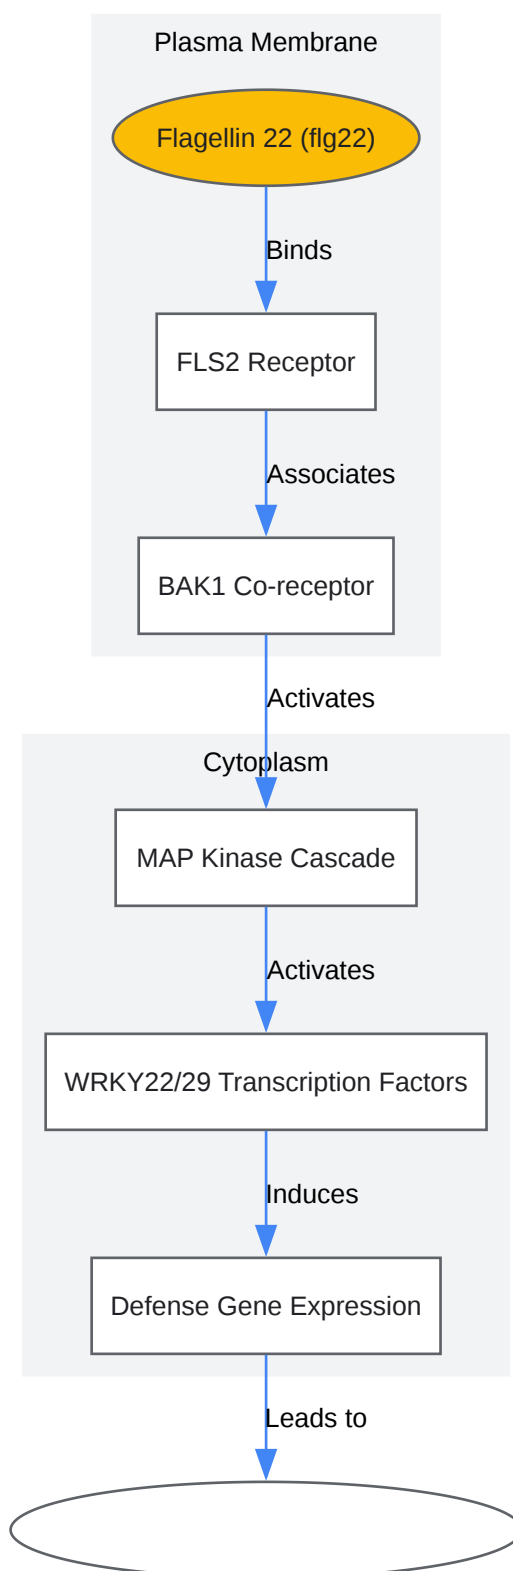 Plasma Membrane
Flagellin 22 (flg22)
Binds
FLS2 Receptor
Associates
BAK1 Co-receptor
Activates
Cytoplasm
MAP Kinase Cascade
Activates
WRKY22/29 Transcription Factors
Induces
Defense Gene Expression
Leads to